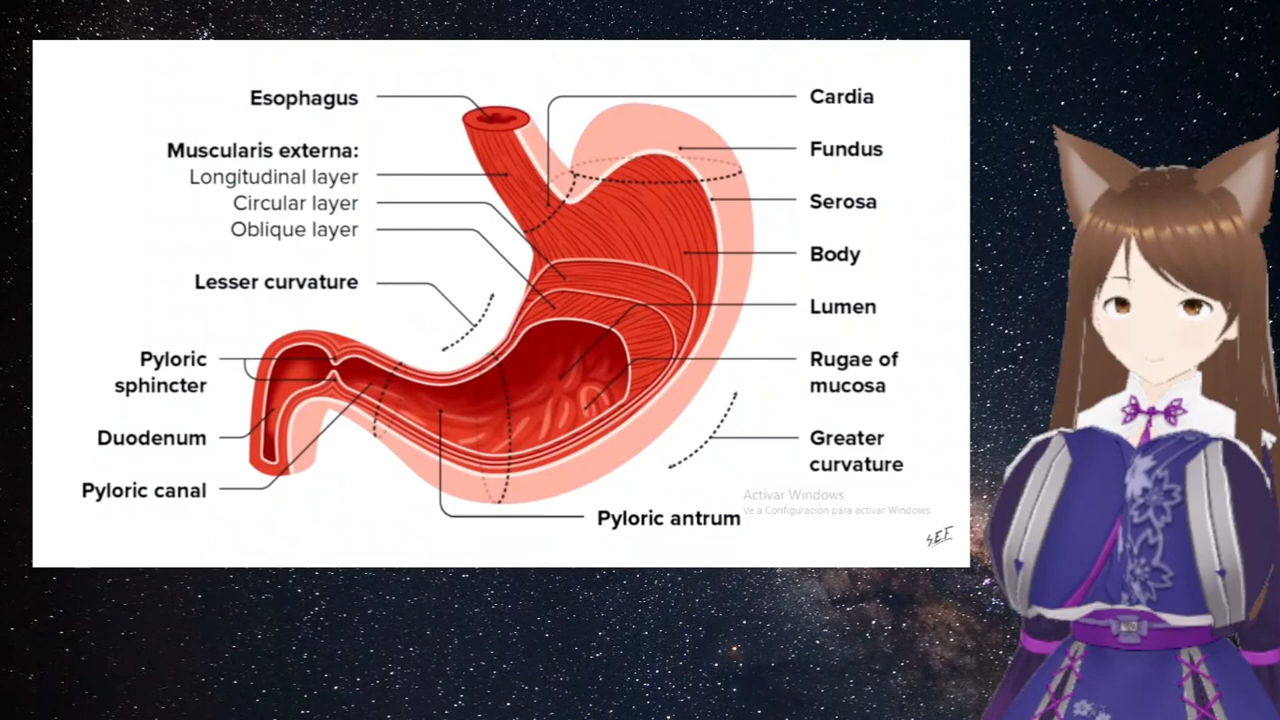 Esophagus
Muscularis externa:
Longitudinal layer
Circular layer
Oblique layer
Lesser curvature
Pyloric
sphincter
Duodenum
Pyloric canal
Cardia
Fundus
Serosa
Body
Lumen
Rugae of
mucosa
Greater
curvature
Pyloric antrum
Activar Windows
Ve a Configuración para activar Windows.
SEF